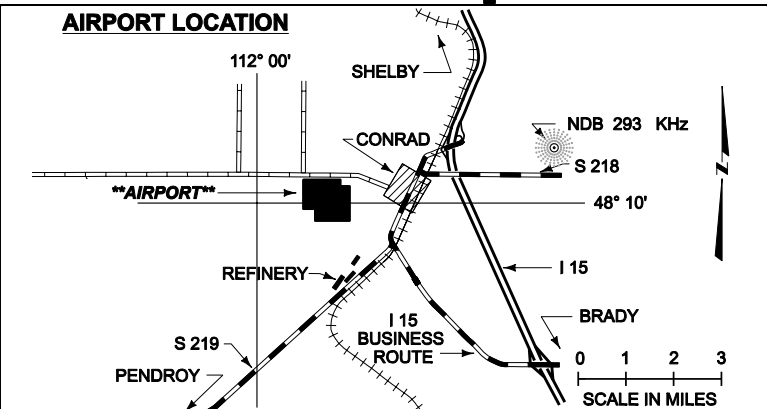 AIRPORT LOCATION
112° 00'
SHELBY
NDB 293 KHz
CONRAD
S 218
**AIRPORT**
48° 10'
N
REFINERY
I 15
I 15
BUSINESS
ROUTE
BRADY
S 219
PENDROY
0 1 2 3
SCALE IN MILES